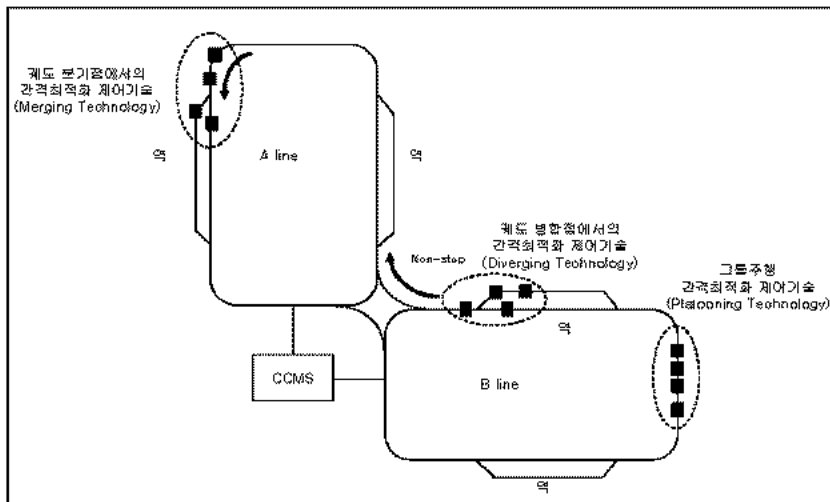 궤도 분기점에서의
간격최적화 제어기술
(Merging Technology)
역
A line
역
궤도 병합점에서의
간격최적화 제어기술
(Diverging Technology)
Non-stop
그룹주행
간격최적화 제어기술
(Platooning Technology)
역
CCMS
B line
역